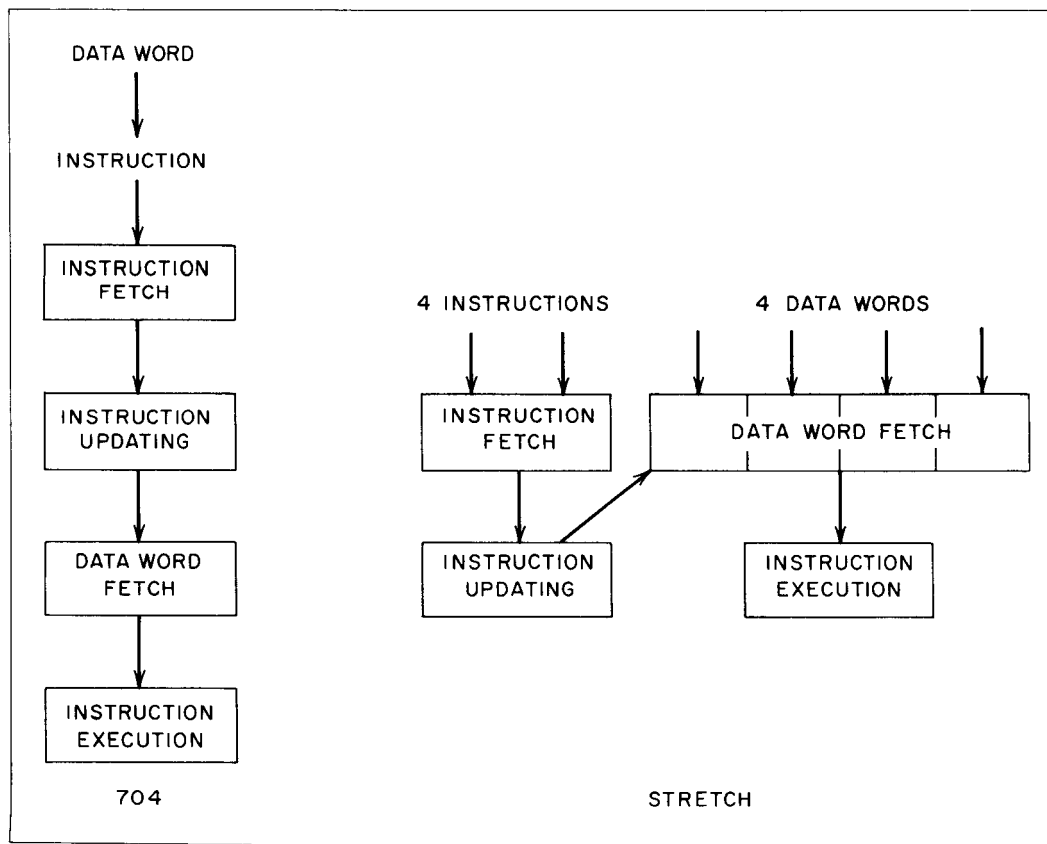 DATA WORD
INSTRUCTION
INSTRUCTION
FETCH
INSTRUCTION
UPDATING
DATA WORD
FETCH
INSTRUCTION
EXECUTION
704
4 INSTRUCTIONS
4 DATA WORDS
INSTRUCTION
FETCH
DATA WORD FETCH
INSTRUCTION
UPDATING
INSTRUCTION
EXECUTION
STRETCH